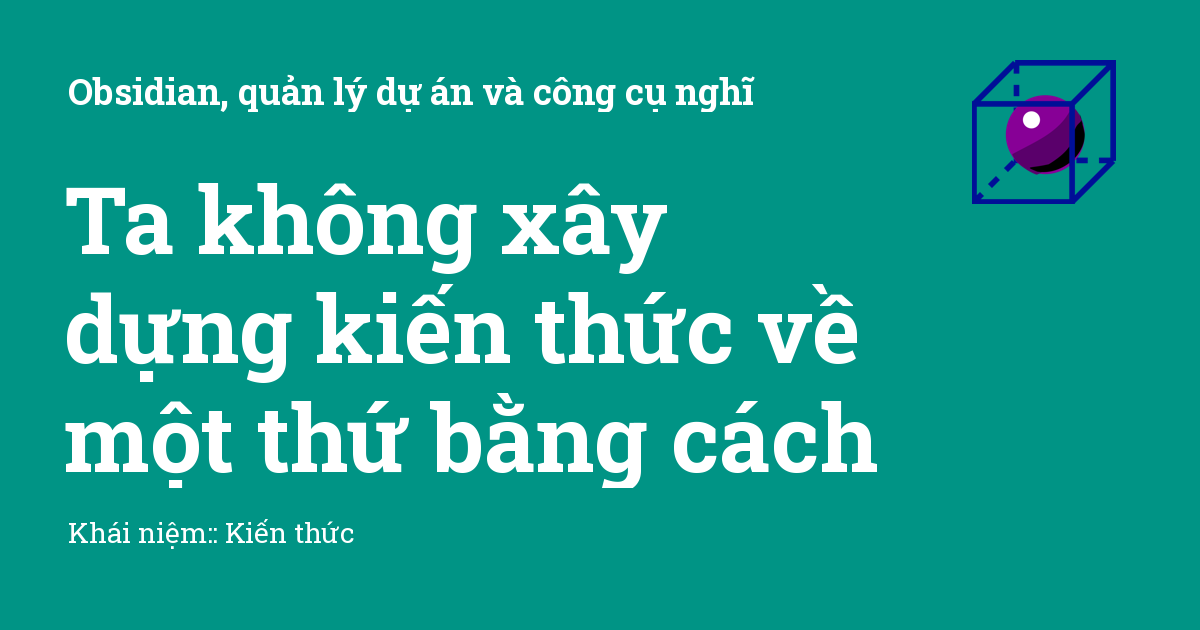 Obsidian, quản lý dự án và công cụ nghĩ
Ta không xây
dựng kiến thức về
một thứ bằng cách
Khái niệm:: Kiến thức